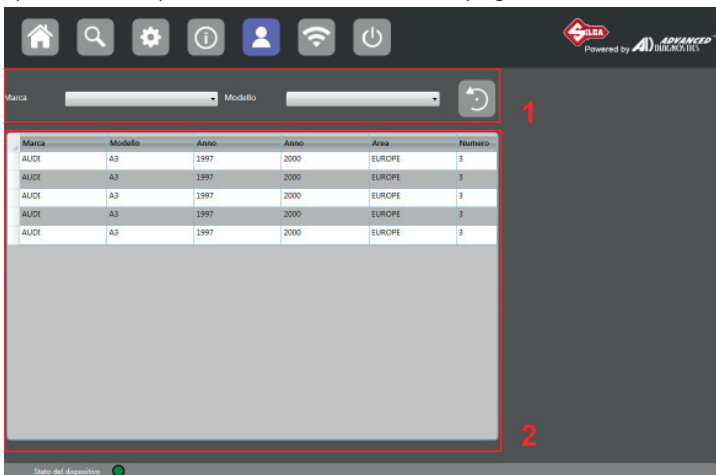 SILCA
Powered by AD ADVANCED DIAGNOSTICS
Marca Modello
1
Marca Modello Anno Anno Area Numero
AUDI A3 1997 2000 EUROPE 3
AUDI A3 1997 2000 EUROPE 3
AUDI A3 1997 2000 EUROPE 3
AUDI A3 1997 2000 EUROPE 3
AUDI A3 1997 2000 EUROPE 3
2
Stato del dispositivo